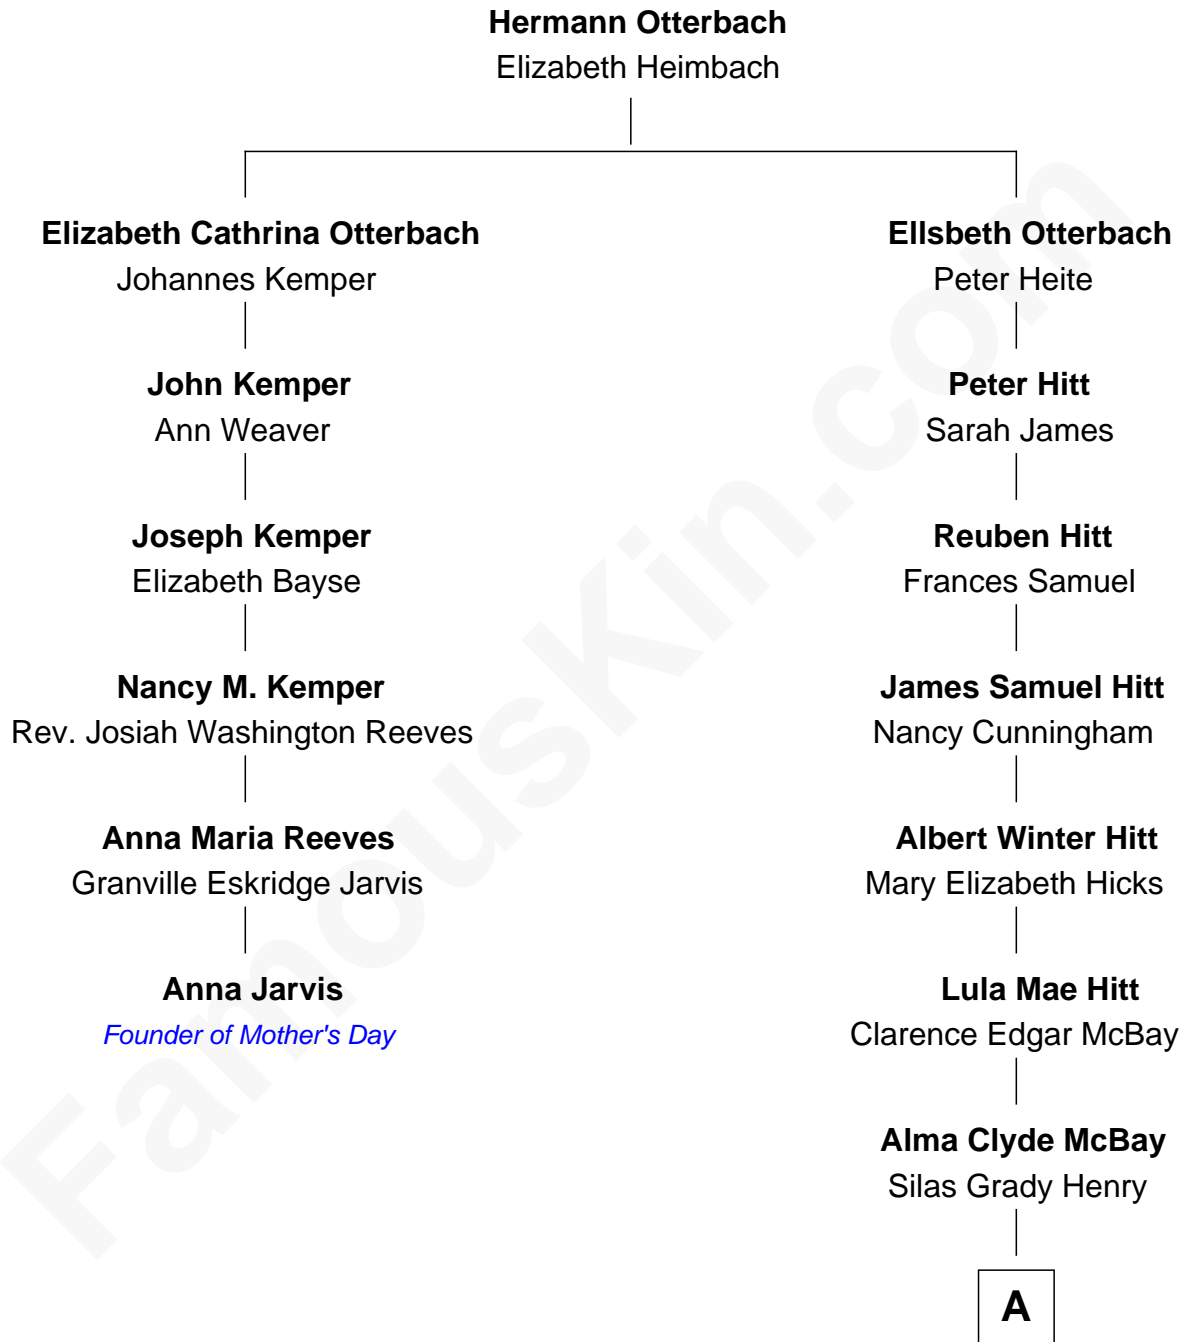 Hermann Otterbach
Elizabeth Heimbach
Elizabeth Cathrina Otterbach
Johannes Kemper
John Kemper
Ann Weaver
Joseph Kemper
Elizabeth Bayse
Nancy M. Kemper
Rev. Josiah Washington Reeves
Anna Maria Reeves
Granville Eskridge Jarvis
Anna Jarvis
Founder of Mother's Day
Ellsbeth Otterbach
Peter Heite
Peter Hitt
Sarah James
Reuben Hitt
Frances Samuel
James Samuel Hitt
Nancy Cunningham
Albert Winter Hitt
Mary Elizabeth Hicks
Lula Mae Hitt
Clarence Edgar McBay
Alma Clyde McBay
Silas Grady Henry
A
FamousKin.com